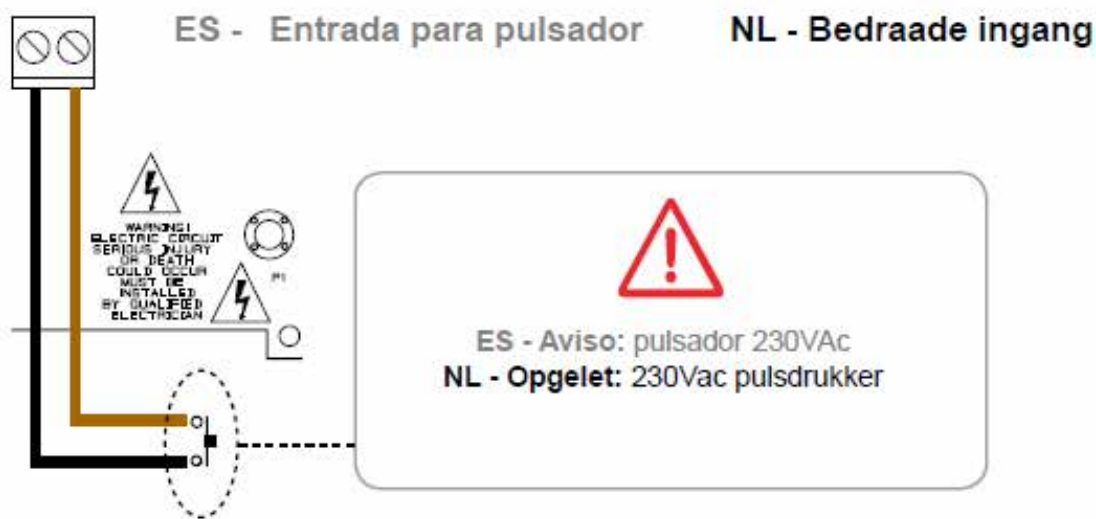 ES - Entrada para pulsador
NL - Bedraade ingang
WARNING!
ELECTRIC CIRCUIT
SERIOUS INJURY
OR DEATH
COULD OCCUR
MUST BE
INSTALLED
BY QUALIFIED
ELECTRICIAN
P1
ES - Aviso: pulsador 230VAc
NL - Opgelet: 230Vac pulsdrukker